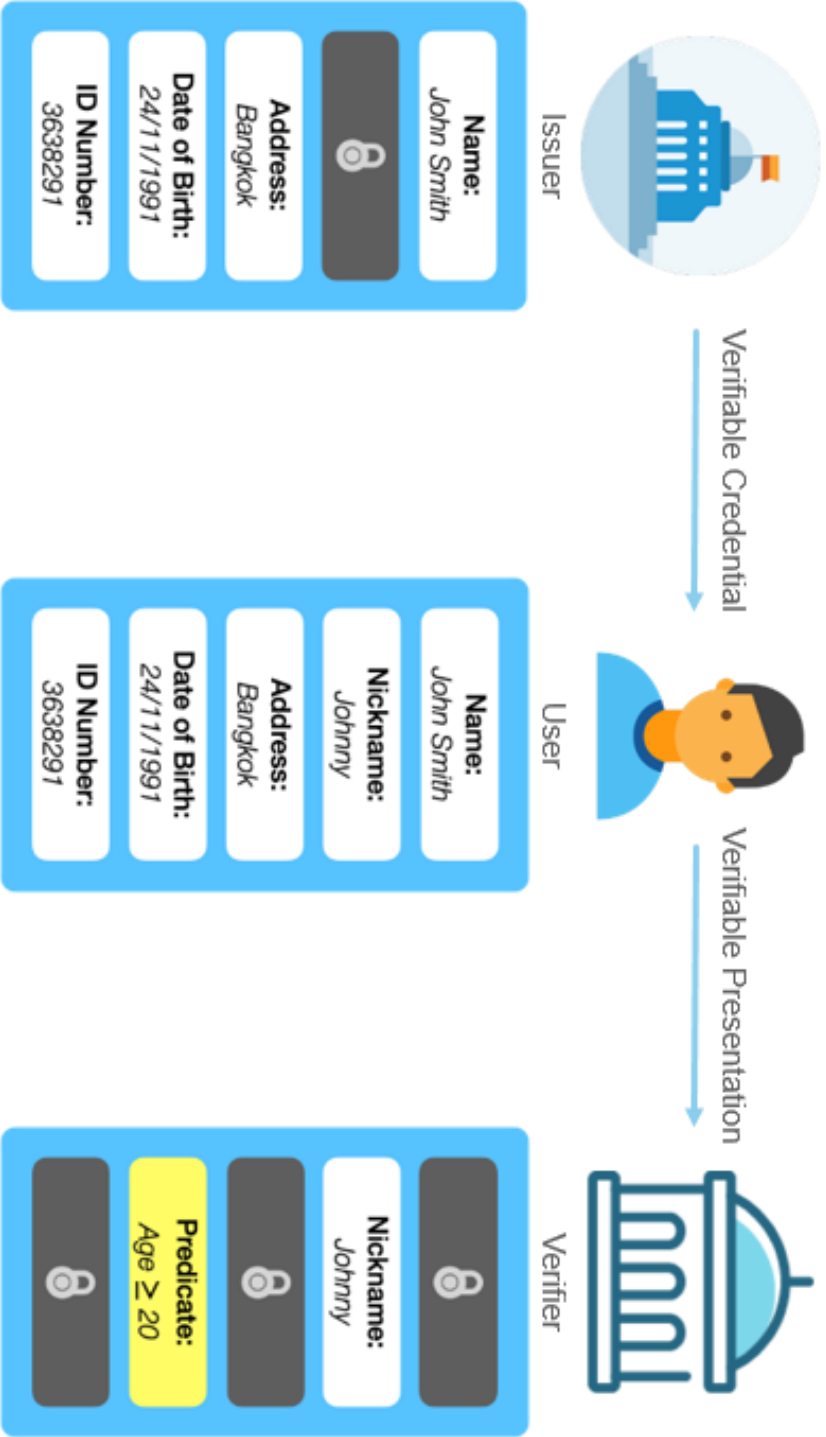 Verifiable Credential
Verifiable Presentation
Issuer
User
Verifier
Name:
John Smith
Address:
Bangkok
Date of Birth:
24/11/1991
ID Number:
3638291
Name:
John Smith
Nickname:
Johnny
Address:
Bangkok
Date of Birth:
24/11/1991
ID Number:
3638291
Nickname:
Johnny
Predicate:
Age ≥ 20